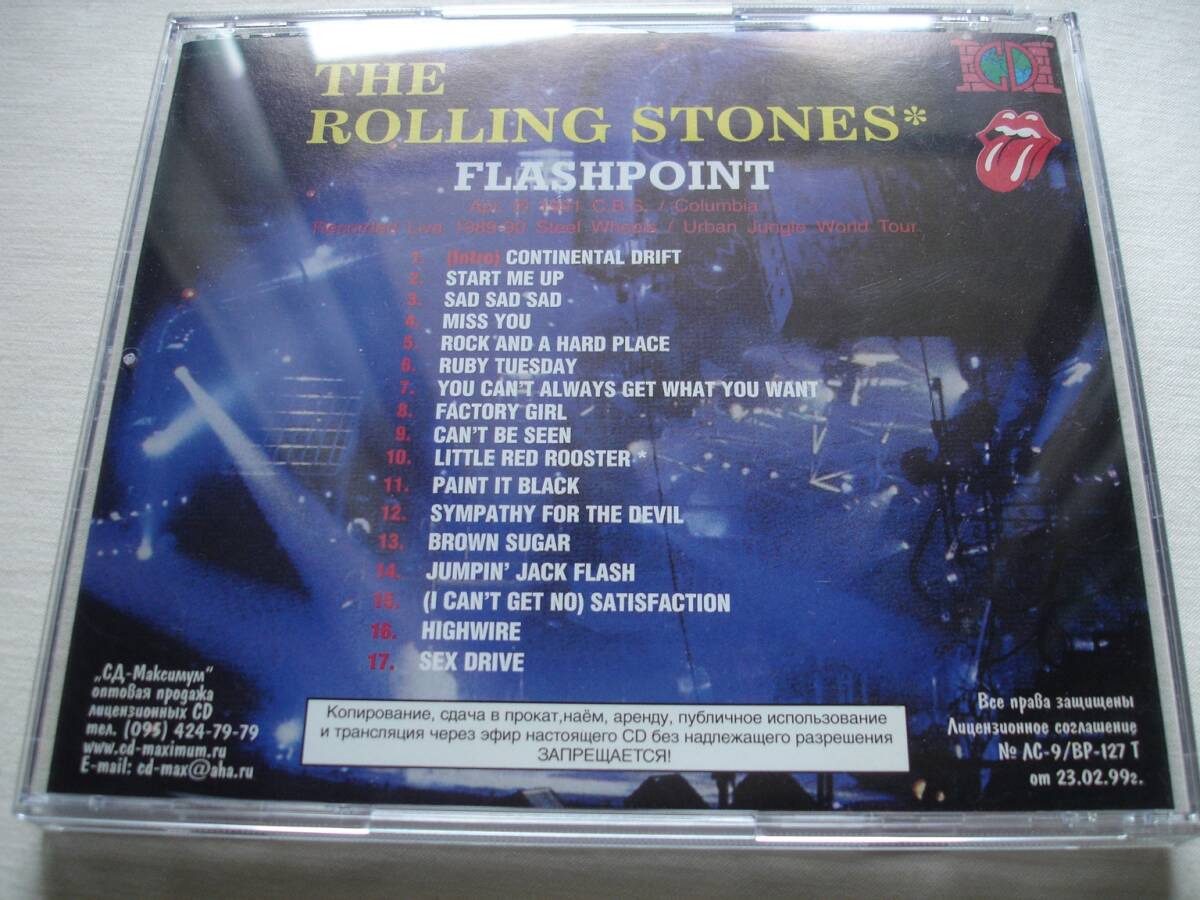 THE
ROLLING STONES*
FLASHPOINT
1991 C.B.S. / Columbia
Recorded Live 1989-90 Steel Wheels / Urban Jungle World Tour
1. (Intro) CONTINENTAL DRIFT
2. START ME UP
3. SAD SAD SAD
4. MISS YOU
5. ROCK AND A HARD PLACE
6. RUBY TUESDAY
7. YOU CAN'T ALWAYS GET WHAT YOU WANT
8. FACTORY GIRL
9. CAN'T BE SEEN
10. LITTLE RED ROOSTER *
11. PAINT IT BLACK
12. SYMPATHY FOR THE DEVIL
13. BROWN SUGAR
14. JUMPIN' JACK FLASH
15. (I CAN'T GET NO) SATISFACTION
16. HIGHWIRE
17. SEX DRIVE
„СД-Максимум"
оптовая продажа
лицензионных CD
тел. (095) 424-79-79
www.cd-maximum.ru
E-mail: cd-max@aha.ru
Копирование, сдача в прокат,наём, аренду, публичное использование
и трансляция через эфир настоящего CD без надлежащего разрешения
ЗАПРЕЩАЕТСЯ!
Все права защищены
Лицензионное соглашение
№ ЛС-9/ВР-127 Т
от 23.02.99г.
CD